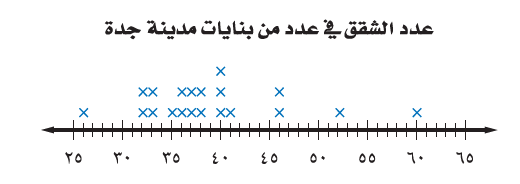 عدد الشقق في عدد من بنايات مدينة جدة
٢٥ ٣٠ ٣٥ ٤٠ ٤٥ ٥٠ ٥٥ ٦٠ ٦٥